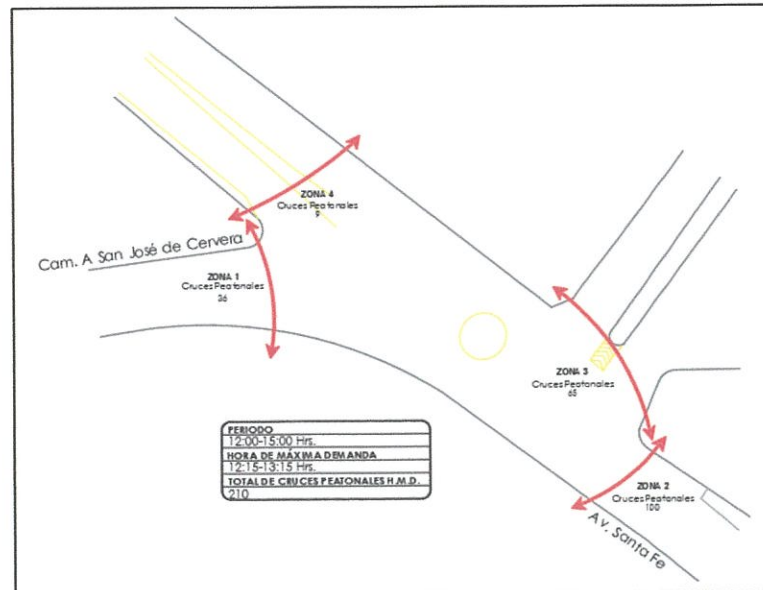 ZONA 4
Cruces Peatonales
9
Cam. A San José de Cervera
ZONA 1
Cruces Peatonales
36
ZONA 3
Cruces Peatonales
65
PERIODO
12:00-15:00 Hrs.
HORA DE MÁXIMA DEMANDA
12:15-13:15 Hrs.
TOTAL DE CRUCES PEATONALES H.M.D.
210
ZONA 2
Cruces Peatonales
100
Av. Santa Fe